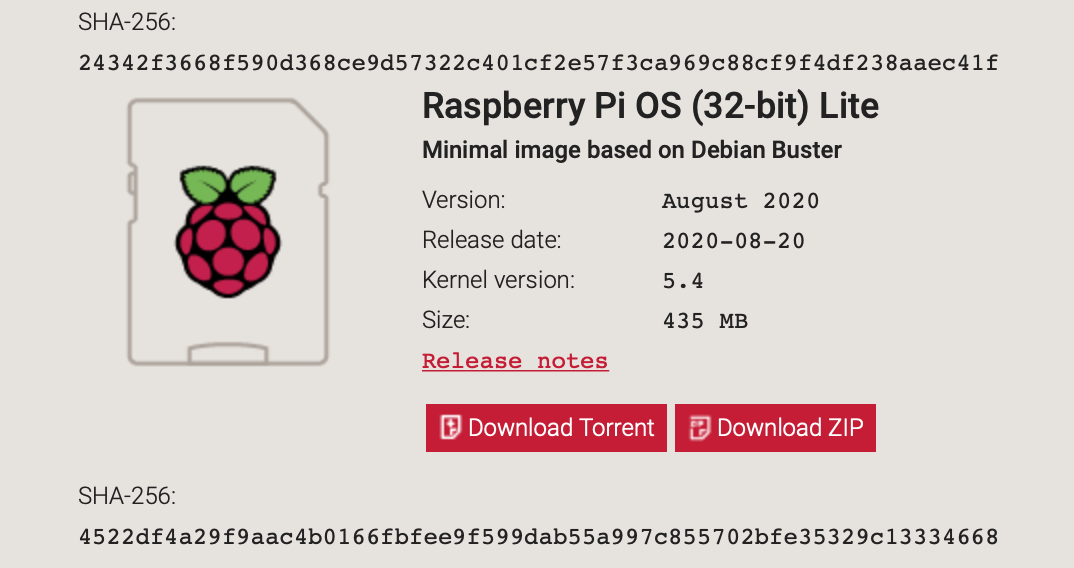 SHA-256:
24342f3668f590d368ce9d57322c401cf2e57f3ca969c88cf9f4df238aaec41f
Raspberry Pi OS (32-bit) Lite
Minimal image based on Debian Buster
Version: August 2020
Release date: 2020-08-20
Kernel version: 5.4
Size: 435 MB
Release notes
Download Torrent Download ZIP
SHA-256:
4522df4a29f9aac4b0166fbfee9f599dab55a997c855702bfe35329c13334668